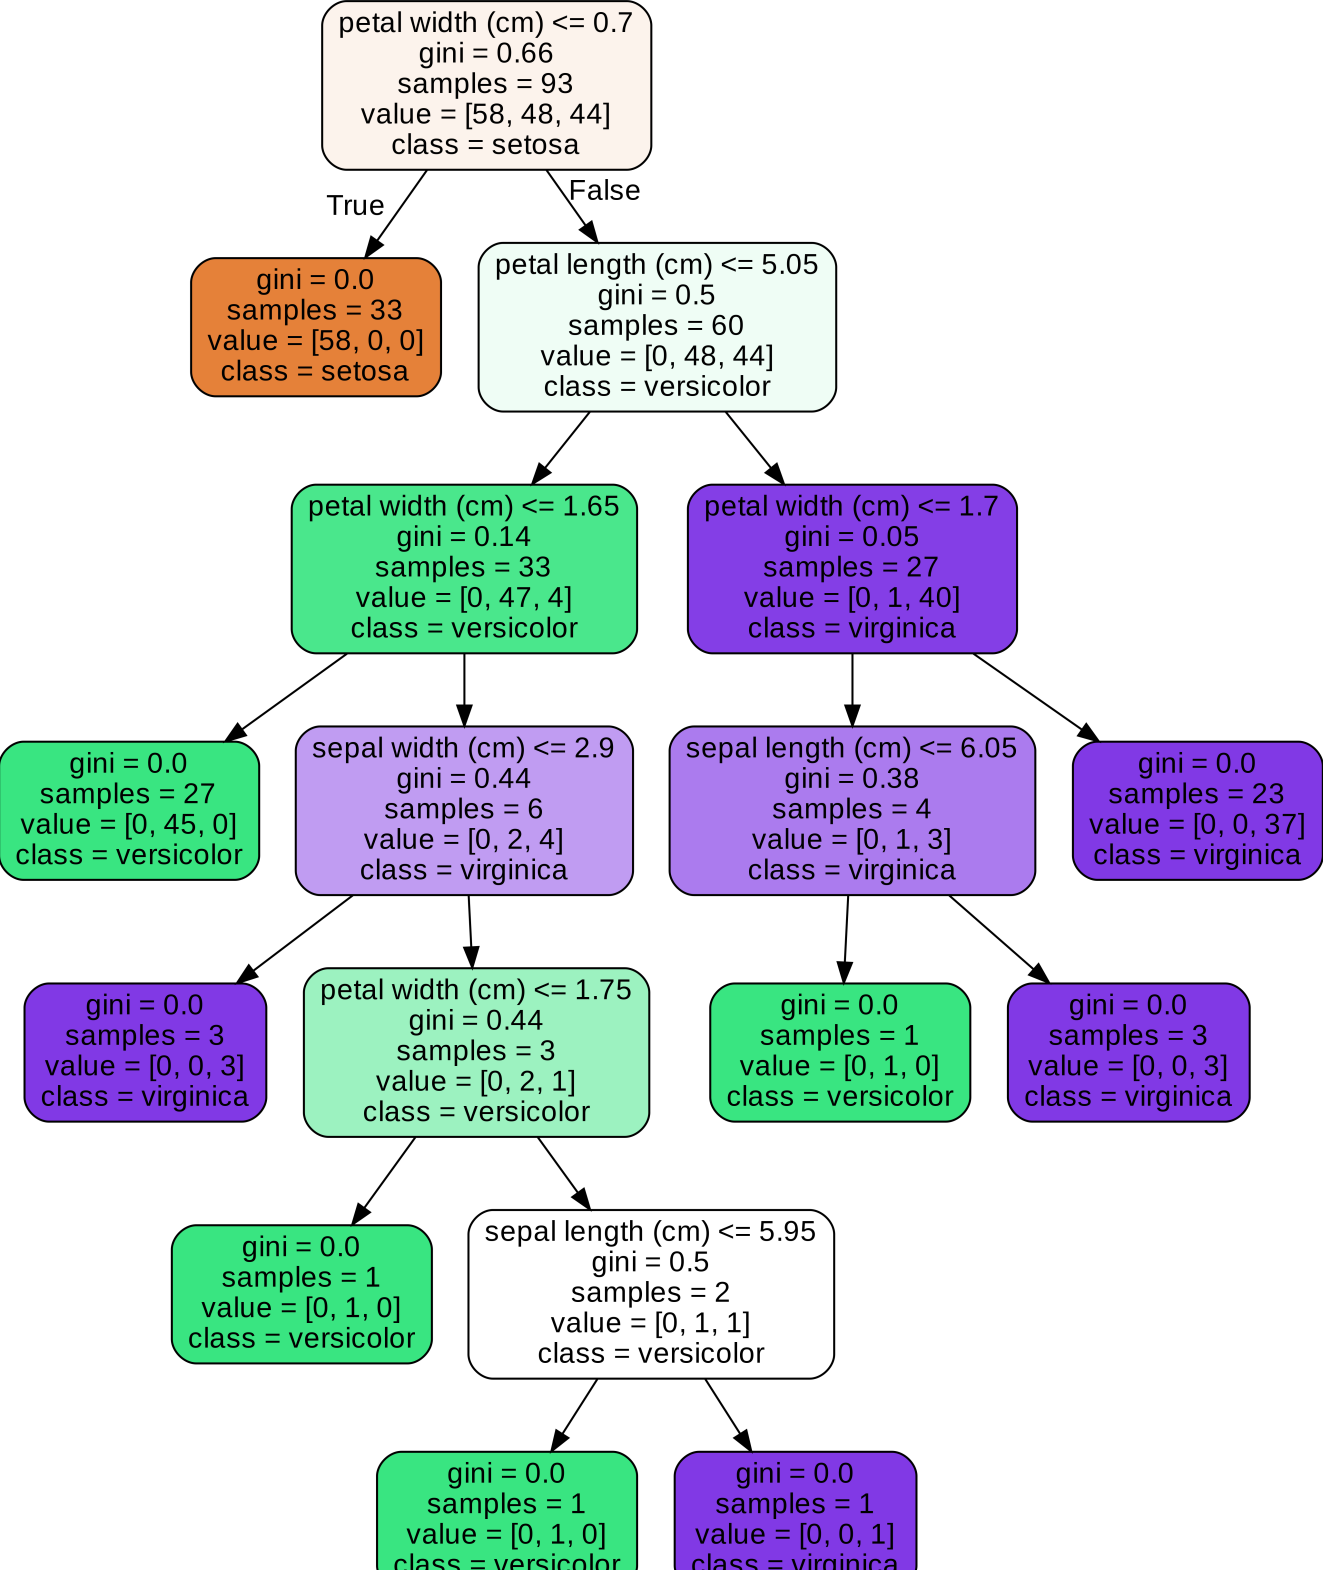 petal width (cm) <= 0.7
gini = 0.66
samples = 93
value = [58, 48, 44]
class = setosa
True
False
gini = 0.0
samples = 33
value = [58, 0, 0]
class = setosa
petal length (cm) <= 5.05
gini = 0.5
samples = 60
value = [0, 48, 44]
class = versicolor
petal width (cm) <= 1.65
gini = 0.14
samples = 33
value = [0, 47, 4]
class = versicolor
petal width (cm) <= 1.7
gini = 0.05
samples = 27
value = [0, 1, 40]
class = virginica
gini = 0.0
samples = 27
value = [0, 45, 0]
class = versicolor
sepal width (cm) <= 2.9
gini = 0.44
samples = 6
value = [0, 2, 4]
class = virginica
sepal length (cm) <= 6.05
gini = 0.38
samples = 4
value = [0, 1, 3]
class = virginica
gini = 0.0
samples = 23
value = [0, 0, 37]
class = virginica
gini = 0.0
samples = 3
value = [0, 0, 3]
class = virginica
petal width (cm) <= 1.75
gini = 0.44
samples = 3
value = [0, 2, 1]
class = versicolor
gini = 0.0
samples = 1
value = [0, 1, 0]
class = versicolor
gini = 0.0
samples = 3
value = [0, 0, 3]
class = virginica
gini = 0.0
samples = 1
value = [0, 1, 0]
class = versicolor
sepal length (cm) <= 5.95
gini = 0.5
samples = 2
value = [0, 1, 1]
class = versicolor
gini = 0.0
samples = 1
value = [0, 1, 0]
class = versicolor
gini = 0.0
samples = 1
value = [0, 0, 1]
class = virginica